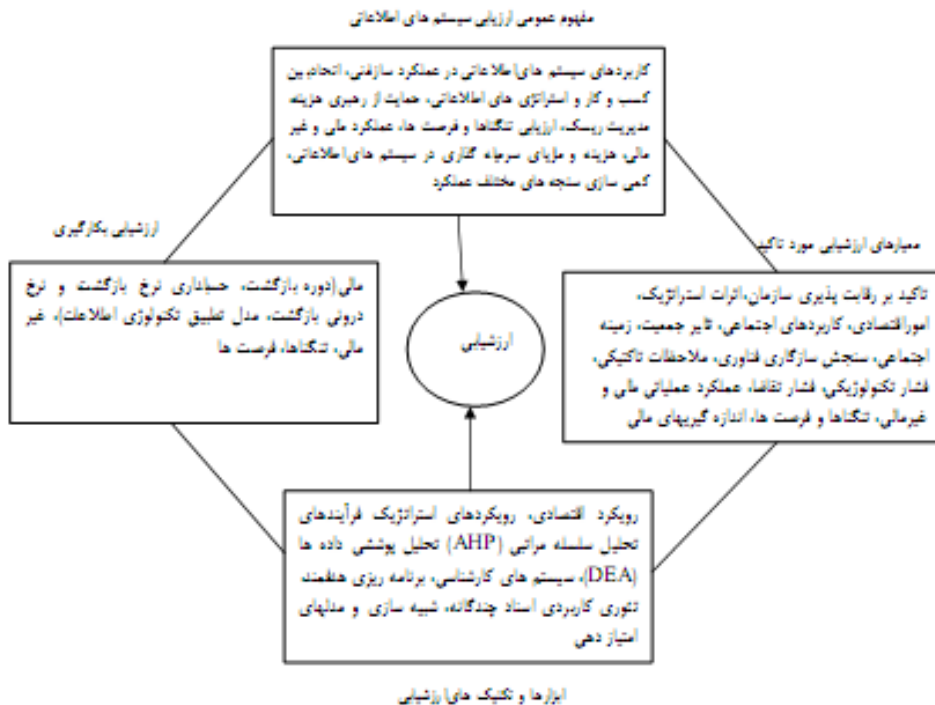 مفهوم عمومی ارزیابی سیستم های اطلاعاتی
کاربردهای سیستم های اطلاعاتی در عملکرد سازفنی، اتحادبین
کسب و کار و استراتژی های اطلاعاتی، حمایت از رهبری هزینه
مدیریت ریسک، ارزیابی تنگناها و فرصت ها، عملکرد مالی و غیر
مالی، هزینه و مزیای سرمایه گذاری در سیستم های اطلاعاتی،
کمی سازی سنجه های مختلف عملکرد
ارزشیابی بکارگیری
مالی(دوره بازگشت، حسابداری نرخ بازگشت و نرخ
درونی بازگشت، مدل تطبیق تکنولوژی اطلاعات)، غیر
مالی، تنگناها، فرصت ها
ارزشیابی
معیارهای ارزشیابی مورد تاکید
تاکید بر رقابت پذیری سازمان،اثرات استراتژیک،
اموراقتصادی، کاربردهای اجتماعی، تاثیر جمعیت، زمینه
اجتماعی، سنجش سازگاری فناوری، ملاحظات تاکتیکی،
فشار تکنولوژیکی، فشار تقاضا، عملکرد عملیاتی مالی و
غیرمالی، تنگناها و فرصت ها، اندازه گیریهای مالی
رویکرد اقتصادی، رویکردهای استراتژیک فرآیندهای
تحلیل سلسله مراتبی (AHP) تحلیل پوششی داده ها
(DEA)، سیستم های کارشناسی، برنامه ریزی هدفمند،
تئوری کاربردی اسناد چندگانه، شبیه سازی و مدلهای
امتیاز دهی
ابزارها و تکنیک های ارزشیابی